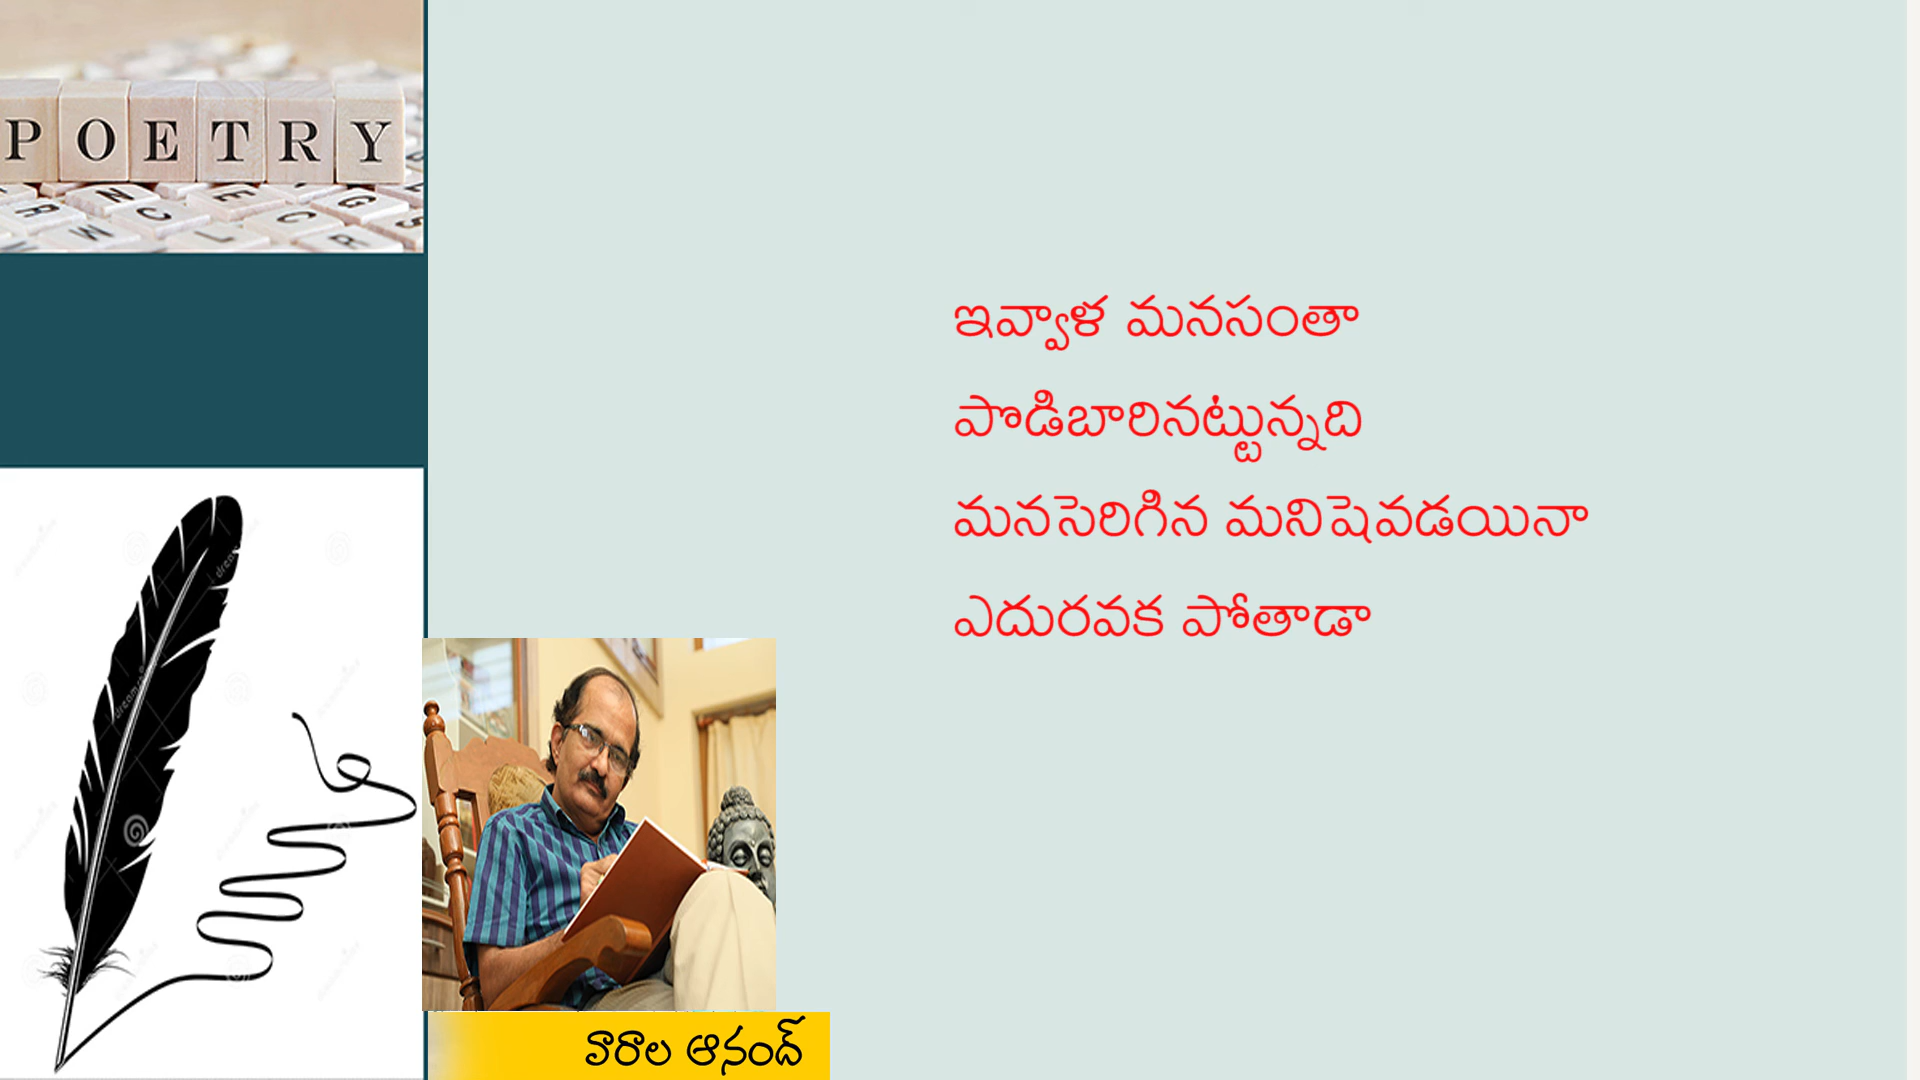 POETRY
ఇవ్వాళ మనసంతా
పొడిబారినట్టున్నది
మనసెరిగిన మనిషెవడయినా
ఎదురవక పోతాడా
వారాల ఆనంద్